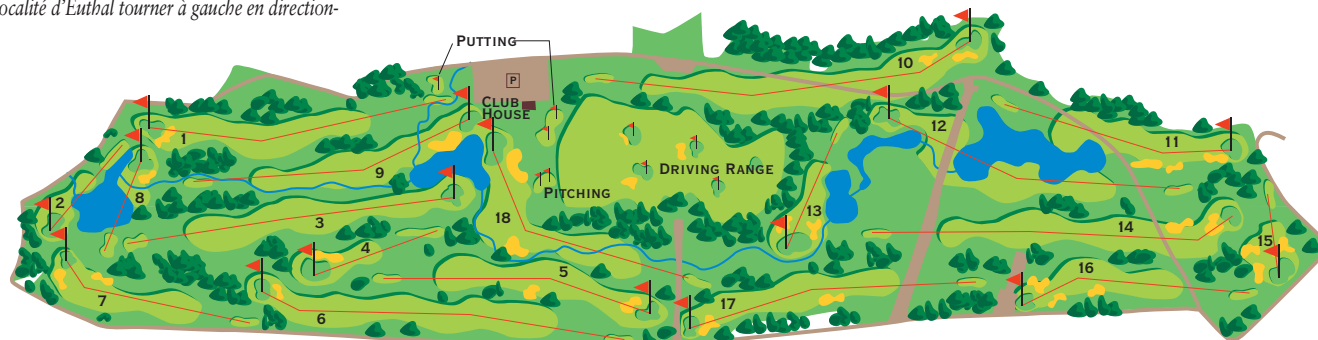 ocalité d'Euthal tourner à gauche en direction-
PUTTING
10
P
CLUB
HOUSE
12
1
11
9
DRIVING RANGE
8
2
PITCHING
3
18
13
14
4
15
5
16
7
6
17